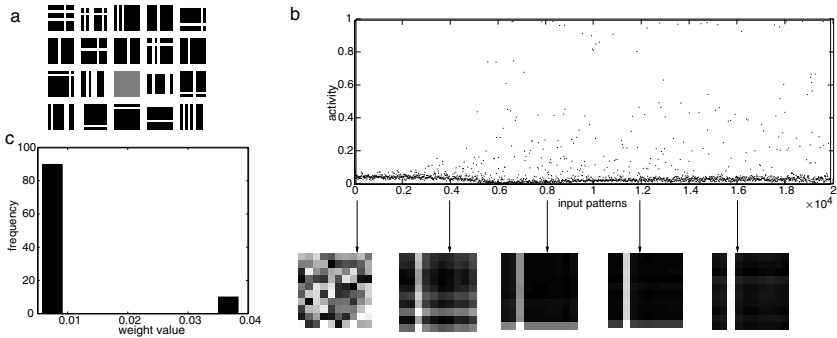 a
b
1
0.8
0.6
0.4
0.2
0
activity
0 0.2 0.4 0.6 0.8 1 1.2 1.4 1.6 1.8 2
input patterns
×10⁴
c
100
80
60
40
20
0
frequency
0.01 0.02 0.03 0.04
weight value